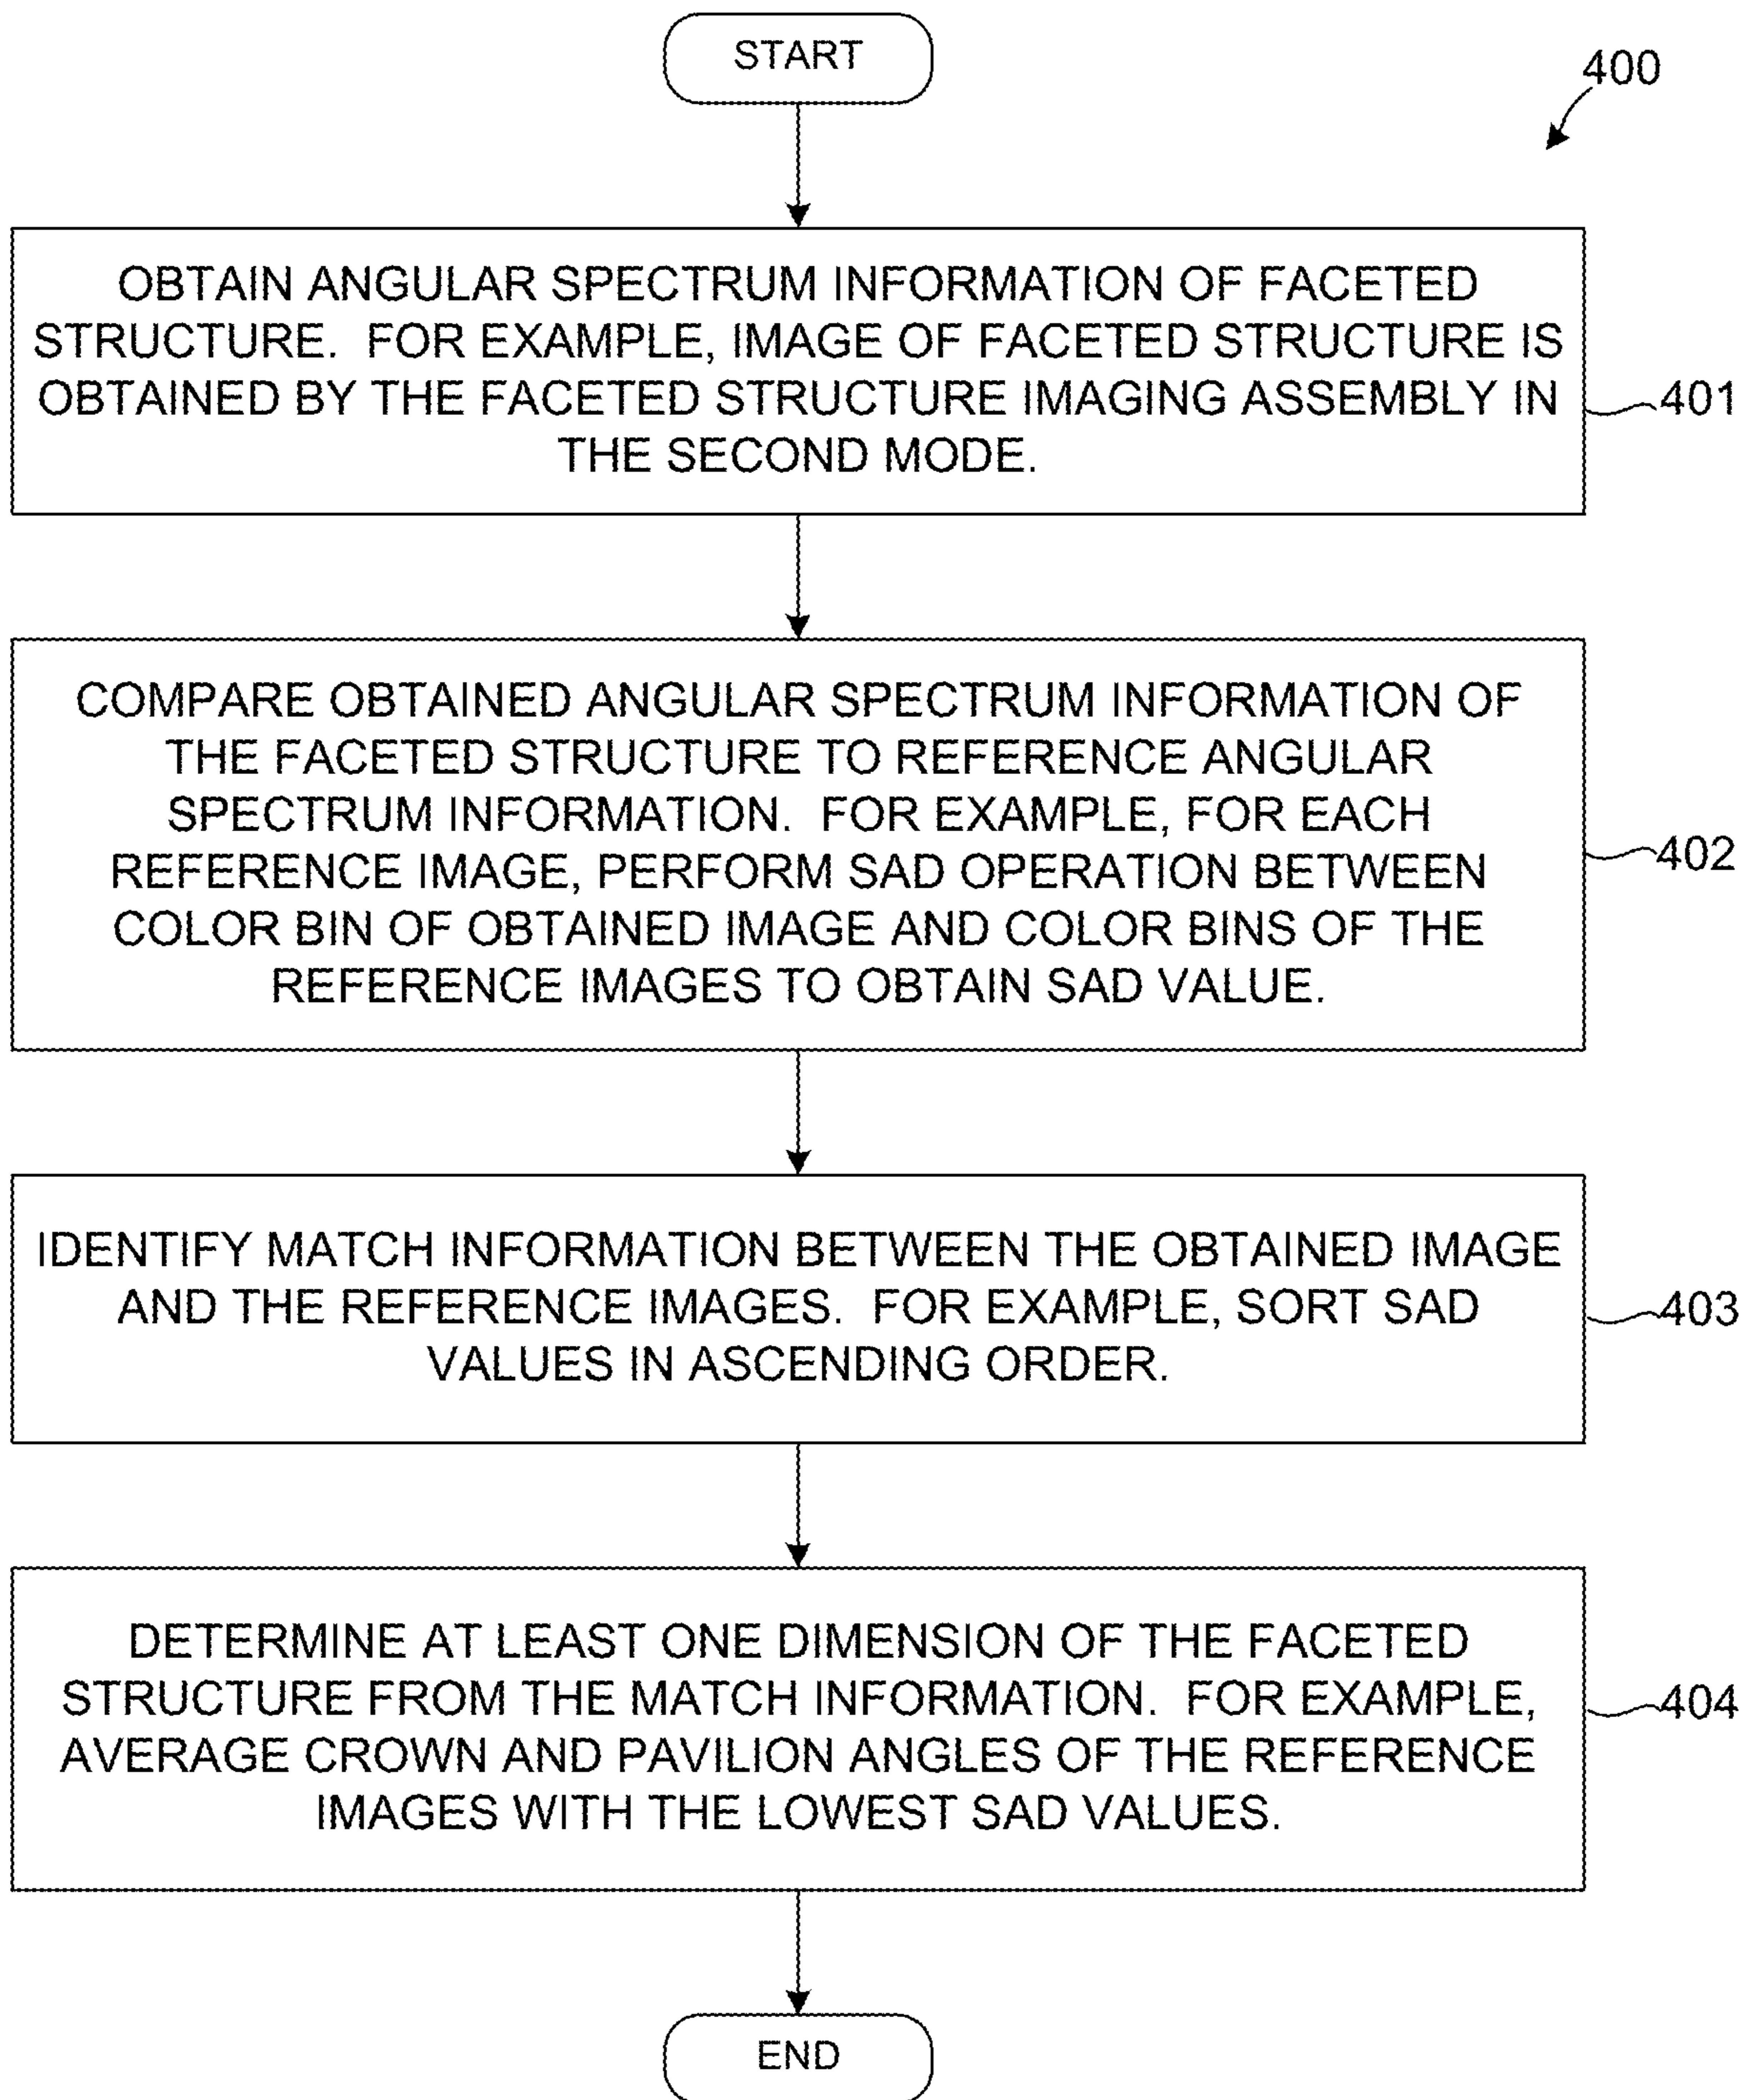 START
400
OBTAIN ANGULAR SPECTRUM INFORMATION OF FACETED
STRUCTURE.  FOR EXAMPLE, IMAGE OF FACETED STRUCTURE IS
OBTAINED BY THE FACETED STRUCTURE IMAGING ASSEMBLY IN
THE SECOND MODE.
401
COMPARE OBTAINED ANGULAR SPECTRUM INFORMATION OF
THE FACETED STRUCTURE TO REFERENCE ANGULAR
SPECTRUM INFORMATION.  FOR EXAMPLE, FOR EACH
REFERENCE IMAGE, PERFORM SAD OPERATION BETWEEN
COLOR BIN OF OBTAINED IMAGE AND COLOR BINS OF THE
REFERENCE IMAGES TO OBTAIN SAD VALUE.
402
IDENTIFY MATCH INFORMATION BETWEEN THE OBTAINED IMAGE
AND THE REFERENCE IMAGES.  FOR EXAMPLE, SORT SAD
VALUES IN ASCENDING ORDER.
403
DETERMINE AT LEAST ONE DIMENSION OF THE FACETED
STRUCTURE FROM THE MATCH INFORMATION.  FOR EXAMPLE,
AVERAGE CROWN AND PAVILION ANGLES OF THE REFERENCE
IMAGES WITH THE LOWEST SAD VALUES.
404
END